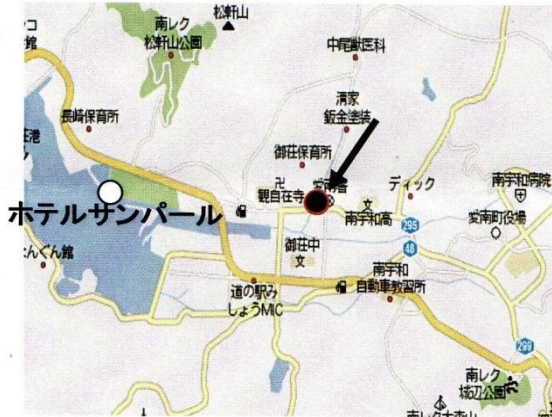 南レク
松軒山公園
松軒山
中尾獣医科
清家
鈑金塗装
長崎保育所
御荘保育所
観自在寺
ディック
南宇和病院
南宇和高
愛南町役場
ホテルサンパール
295
48
御荘中
道の駅み
しょうMIC
南宇和
自動車教習所
299
南レク
城辺公園